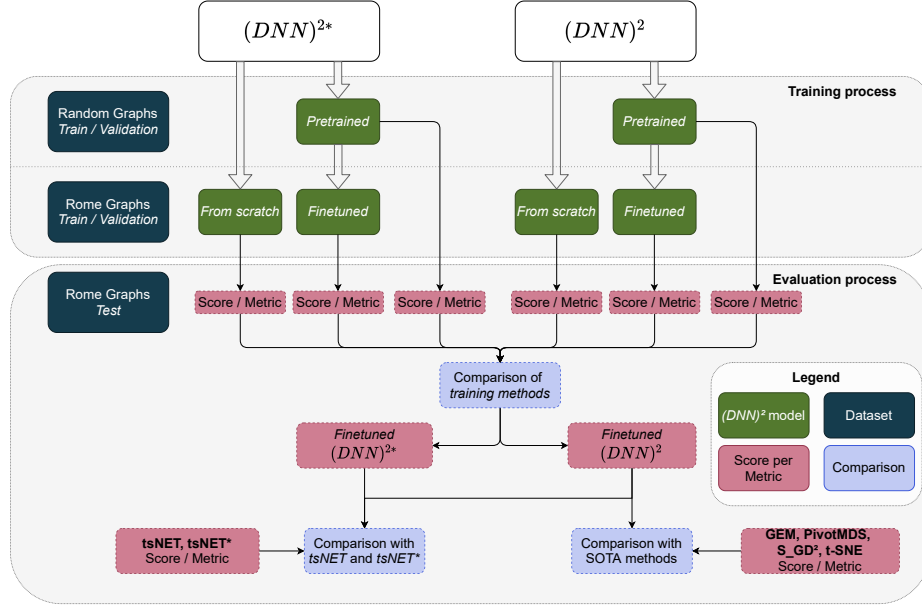 (DNN)²*
(DNN)²
Training process
Random Graphs
Train / Validation
Pretrained
Pretrained
Rome Graphs
Train / Validation
From scratch
Finetuned
From scratch
Finetuned
Evaluation process
Rome Graphs
Test
Score / Metric
Score / Metric
Score / Metric
Score / Metric
Score / Metric
Score / Metric
Comparison of
training methods
Legend
(DNN)² model
Dataset
Score per
Metric
Comparison
Finetuned
(DNN)²*
Finetuned
(DNN)²
tsNET, tsNET*
Score / Metric
Comparison with
tsNET and tsNET*
Comparison with
SOTA methods
GEM, PivotMDS,
S_GD², t-SNE
Score / Metric